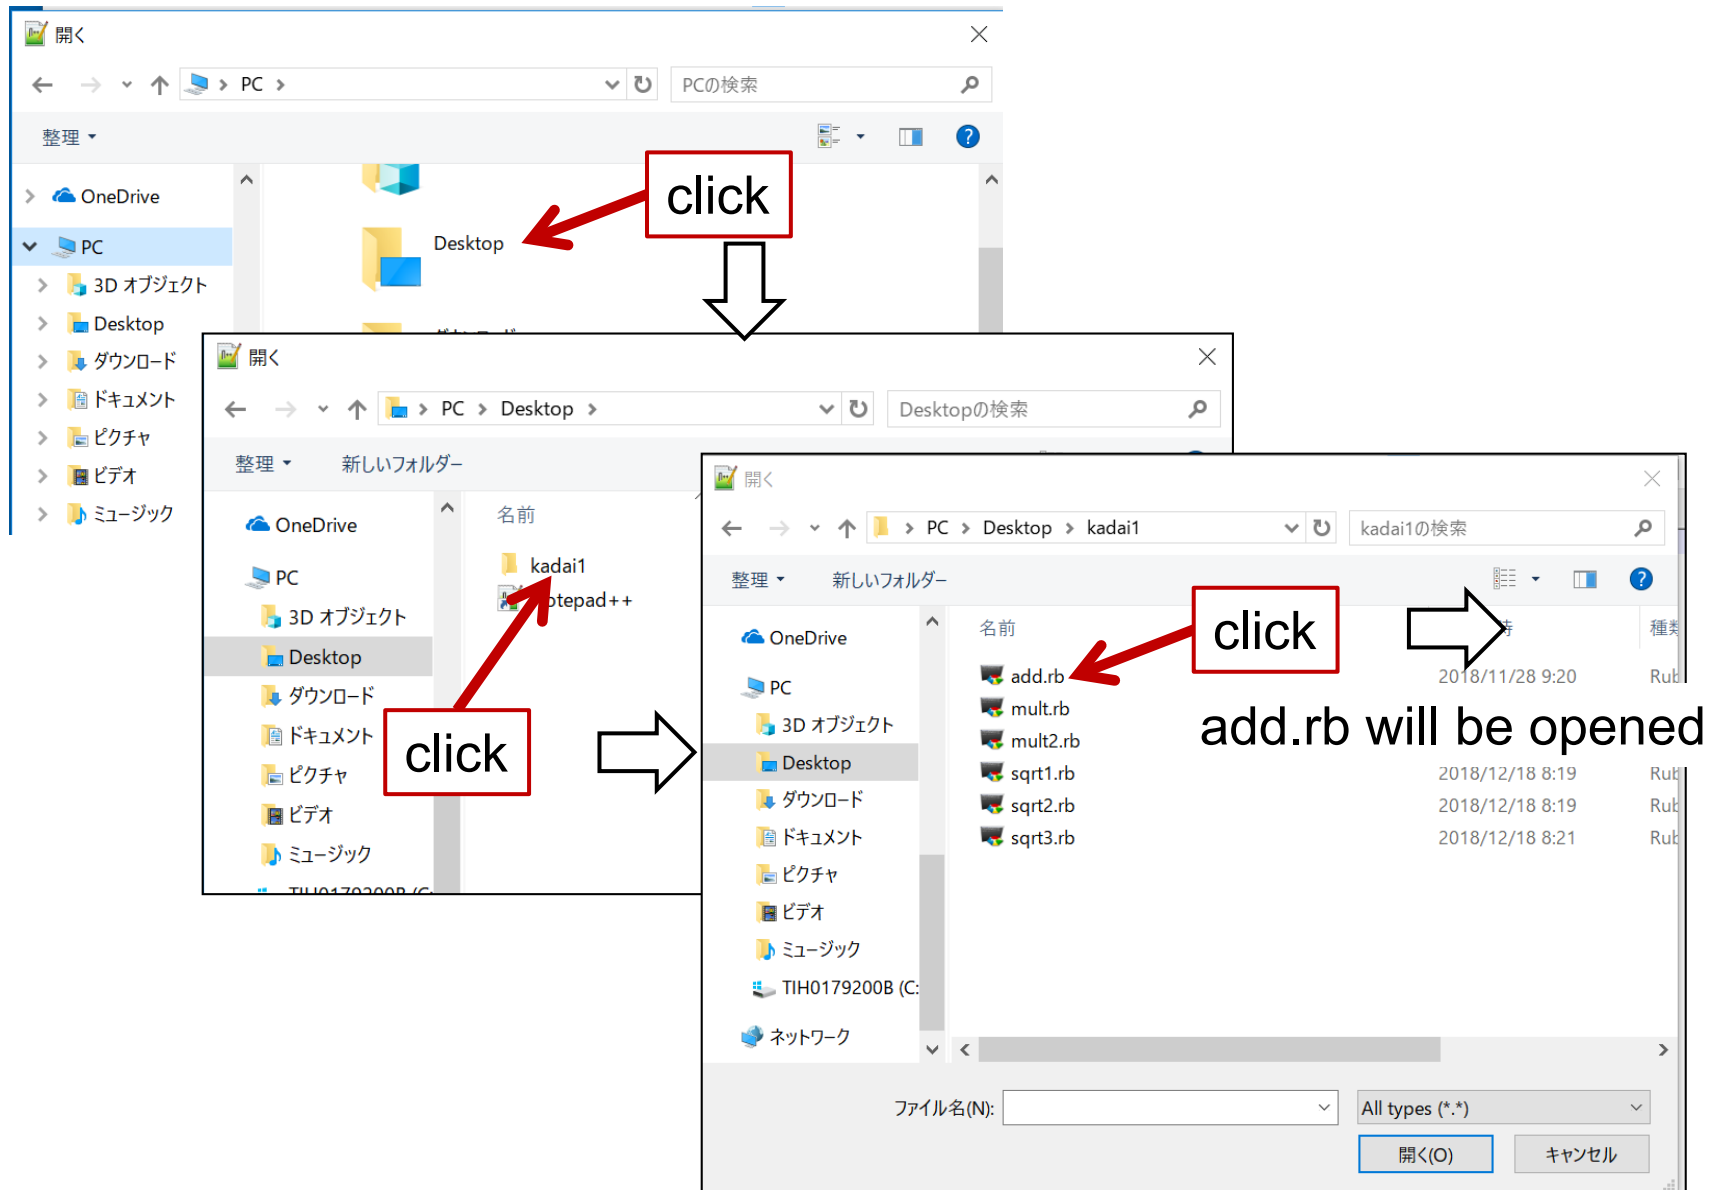 開く
PC
PCの検索
整理
OneDrive
PC
3D オブジェクト
Desktop
ダウンロード
ドキュメント
ピクチャ
ビデオ
ミュージック
Desktop
click
開く
PC
Desktop
Desktopの検索
整理
新しいフォルダー
OneDrive
PC
3D オブジェクト
Desktop
ダウンロード
ドキュメント
ピクチャ
ビデオ
ミュージック
名前
kadai1
otepad++
click
開く
PC
Desktop
kadai1
kadai1の検索
整理
新しいフォルダー
OneDrive
PC
3D オブジェクト
Desktop
ダウンロード
ドキュメント
ピクチャ
ビデオ
ミュージック
TIH0179200B (C:
ネットワーク
名前
種類
click
add.rb
2018/11/28 9:20
Rub
mult.rb
mult2.rb
add.rb will be opened
sqrt1.rb
2018/12/18 8:19
Rub
sqrt2.rb
2018/12/18 8:19
Rub
sqrt3.rb
2018/12/18 8:21
Rub
ファイル名(N):
All types (*.*)
開く(O)
キャンセル